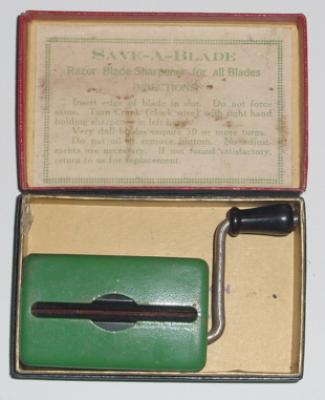 SAVE-A-BLADE
Razor Blade Sharpener for all Blades
DIRECTIONS
Insert edge of blade in slot. Do not force
same. Turn Crank (clock wise) with right hand
holding sharpener in left hand.
Very dull blades require 10 or more turns.
Do not oil or remove bottom. No adjust-
ments are necessary. If not found satisfactory,
return to us for replacement.